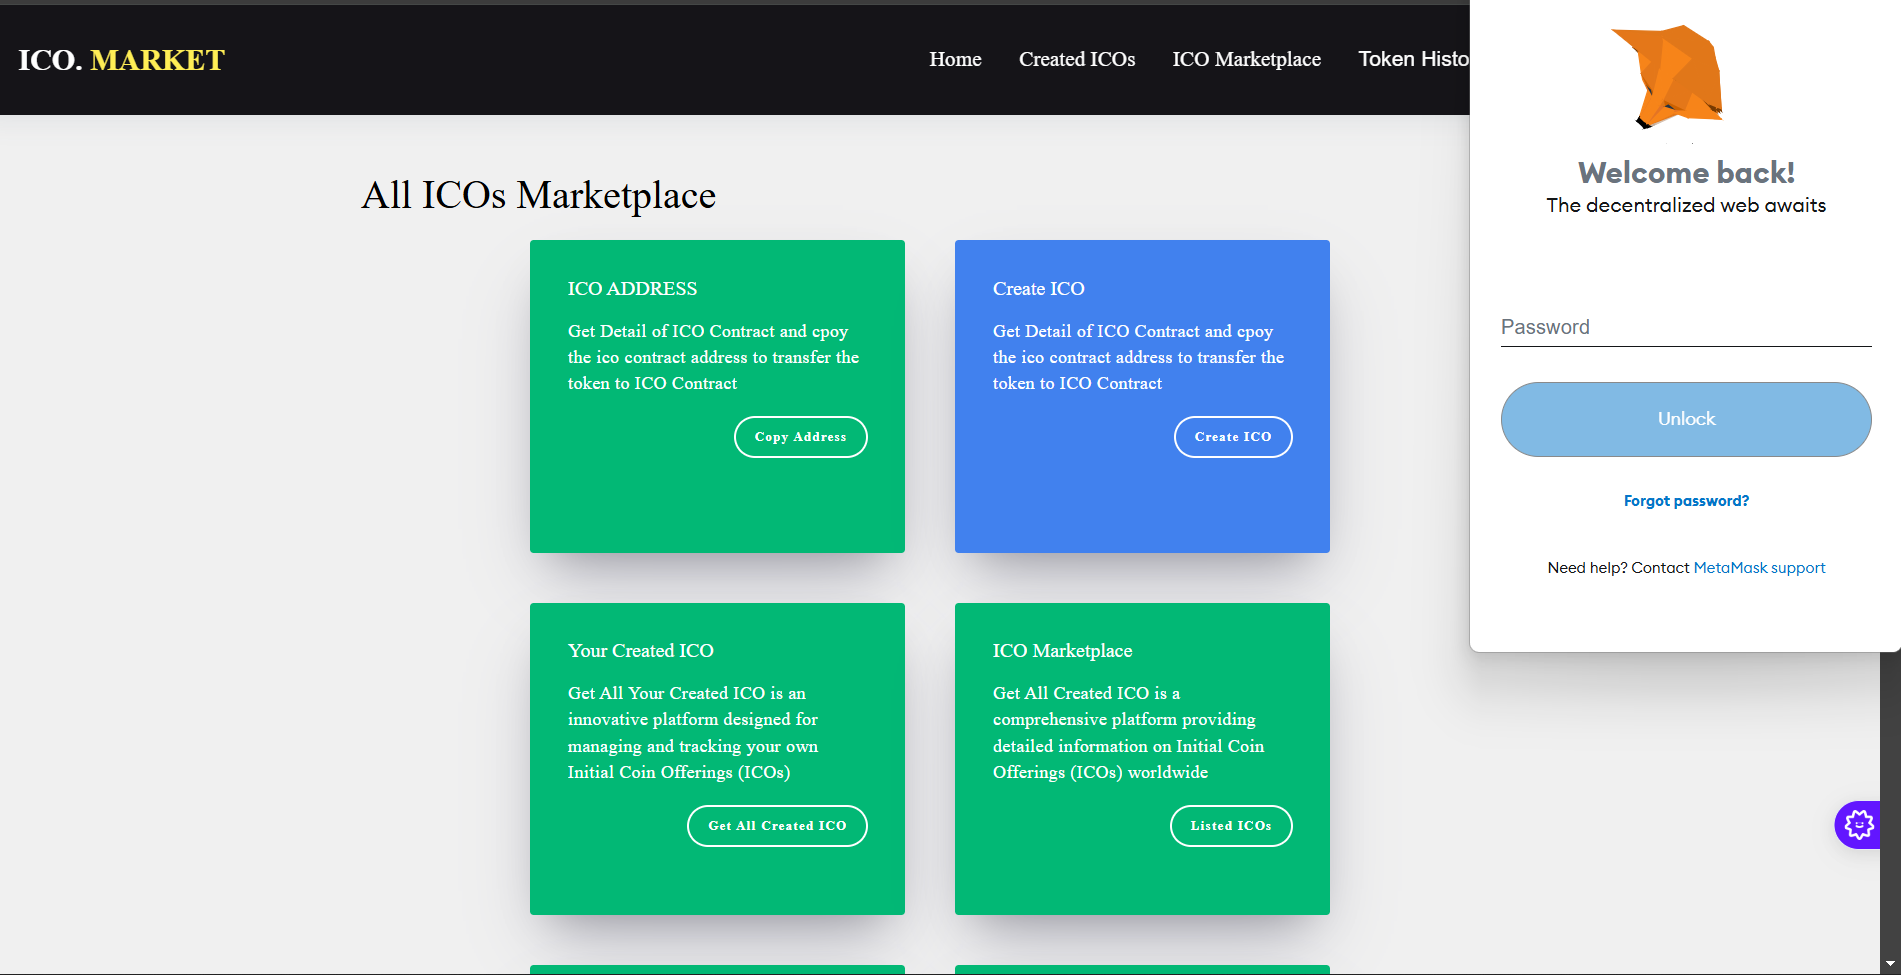 ICO. MARKET
Home
Created ICOs
ICO Marketplace
Token Histo
All ICOs Marketplace
ICO ADDRESS
Get Detail of ICO Contract and cpoy
the ico contract address to transfer the
token to ICO Contract
Copy Address
Create ICO
Get Detail of ICO Contract and cpoy
the ico contract address to transfer the
token to ICO Contract
Create ICO
Your Created ICO
Get All Your Created ICO is an
innovative platform designed for
managing and tracking your own
Initial Coin Offerings (ICOs)
Get All Created ICO
ICO Marketplace
Get All Created ICO is a
comprehensive platform providing
detailed information on Initial Coin
Offerings (ICOs) worldwide
Listed ICOs
Welcome back!
The decentralized web awaits
Password
Unlock
Forgot password?
Need help? Contact MetaMask support